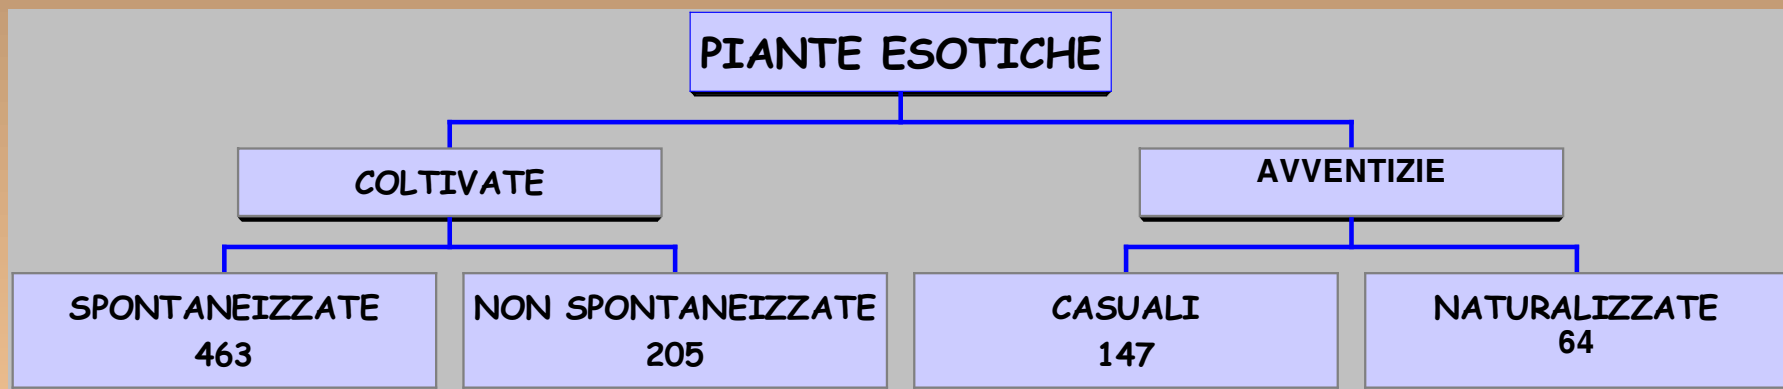 PIANTE ESOTICHE
COLTIVATE
AVVENTIZIE
SPONTANEIZZATE
463
NON SPONTANEIZZATE
205
CASUALI
147
NATURALIZZATE
64